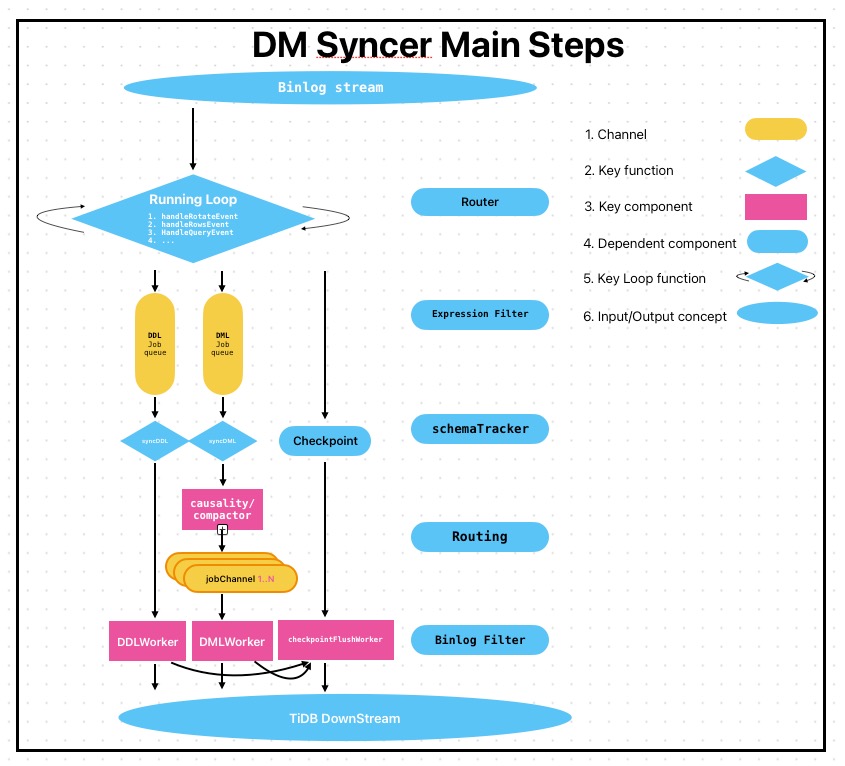 DM Syncer Main Steps
Binlog stream
1. Channel
2. Key function
3. Key component
4. Dependent component
5. Key Loop function
6. Input/Output concept
Running Loop
1. handleRotateEvent
2. handleRowsEvent
3. HandleQueryEvent
4. ...
Router
DDL
Job
queue
DML
Job
queue
Expression Filter
syncDDL
syncDML
Checkpoint
schemaTracker
causality/
compactor
Routing
jobChannel 1..N
DDLWorker
DMLWorker
checkpointFlushWorker
Binlog Filter
TiDB DownStream